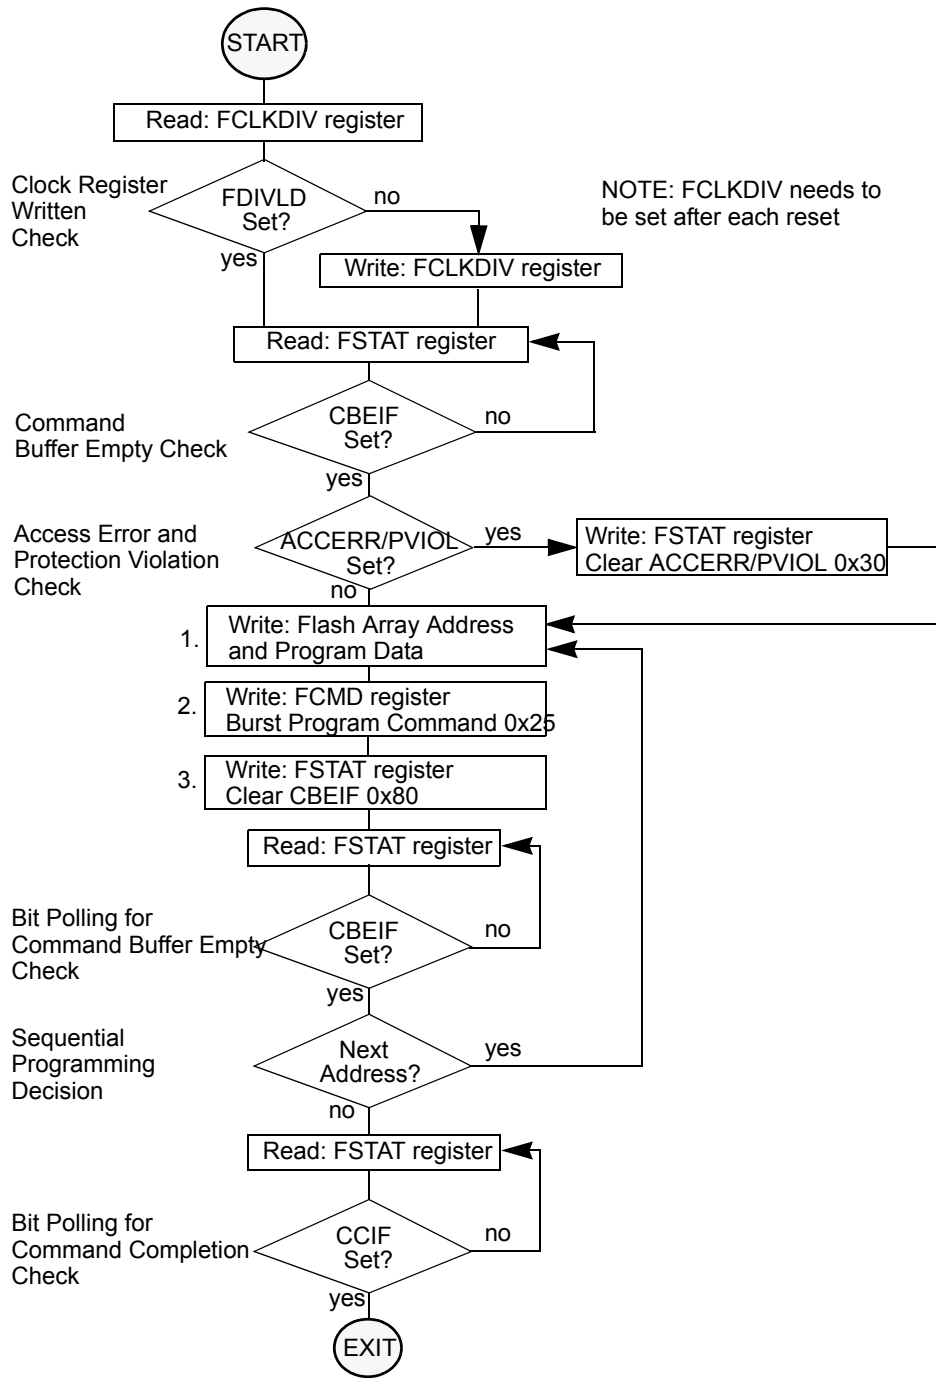 START
Read: FCLKDIV register
Clock Register
Written
Check
FDIVLD
Set?
no
yes
NOTE: FCLKDIV needs to
be set after each reset
Write: FCLKDIV register
Read: FSTAT register
Command
Buffer Empty Check
CBEIF
Set?
no
yes
Access Error and
Protection Violation
Check
ACCERR/PVIOL
Set?
yes
no
Write: FSTAT register
Clear ACCERR/PVIOL 0x30
1.
Write: Flash Array Address
and Program Data
2.
Write: FCMD register
Burst Program Command 0x25
3.
Write: FSTAT register
Clear CBEIF 0x80
Read: FSTAT register
Bit Polling for
Command Buffer Empty
Check
CBEIF
Set?
no
yes
Sequential
Programming
Decision
Next
Address?
yes
no
Read: FSTAT register
Bit Polling for
Command Completion
Check
CCIF
Set?
no
yes
EXIT